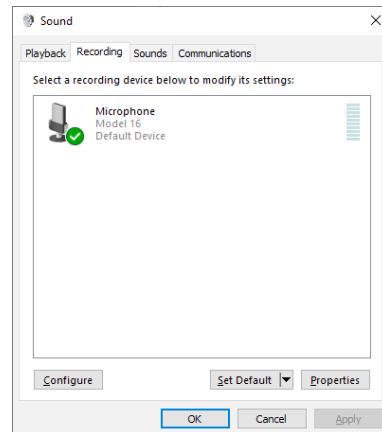 Sound
Playback Recording Sounds Communications
Select a recording device below to modify its settings:
Microphone
Model 16
Default Device
Configure Set Default Properties
OK Cancel Apply